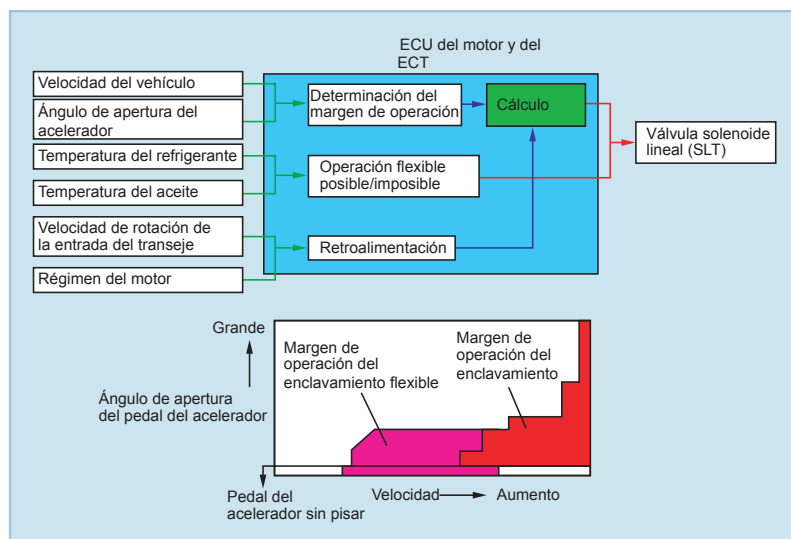 ECU del motor y del
ECT
Velocidad del vehículo
Ángulo de apertura del
acelerador
Temperatura del refrigerante
Temperatura del aceite
Velocidad de rotación de
la entrada del transeje
Régimen del motor
Determinación del
margen de operación
Cálculo
Operación flexible
posible/imposible
Retroalimentación
Válvula solenoide
lineal (SLT)
Grande
Ángulo de apertura
del pedal del acelerador
Margen de
operación del
enclavamiento flexible
Margen de
operación del
enclavamiento
Pedal del
acelerador sin pisar
Velocidad
Aumento